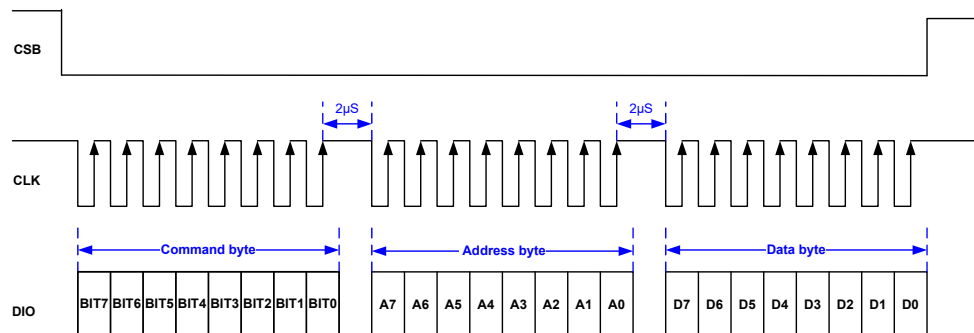 CSB
2µS 2µS
CLK
Command byte Address byte Data byte
DIO BIT7 BIT6 BIT5 BIT4 BIT3 BIT2 BIT1 BIT0 A7 A6 A5 A4 A3 A2 A1 A0 D7 D6 D5 D4 D3 D2 D1 D0